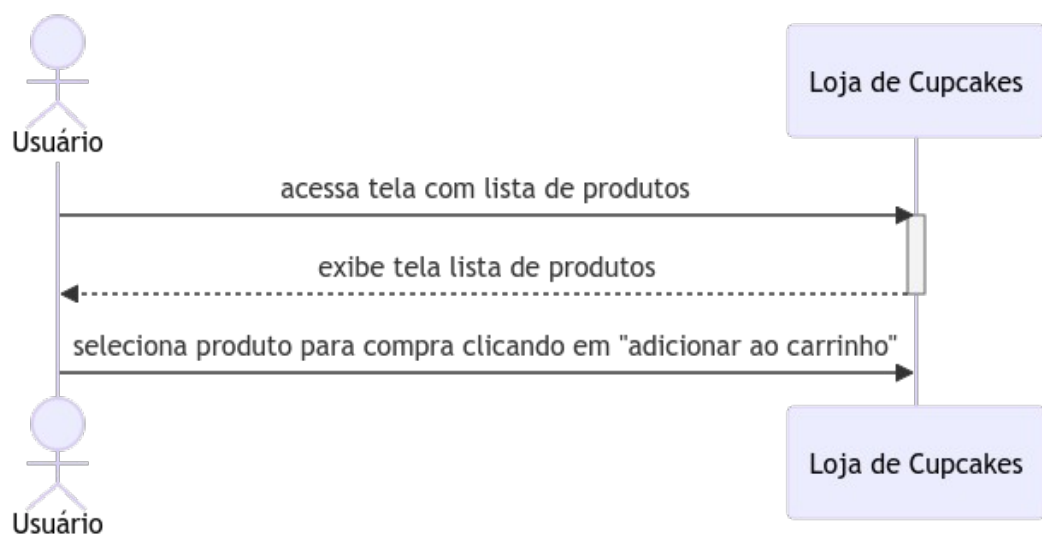 Loja de Cupcakes
Usuário
acessa tela com lista de produtos
exibe tela lista de produtos
seleciona produto para compra clicando em "adicionar ao carrinho"
Loja de Cupcakes
Usuário